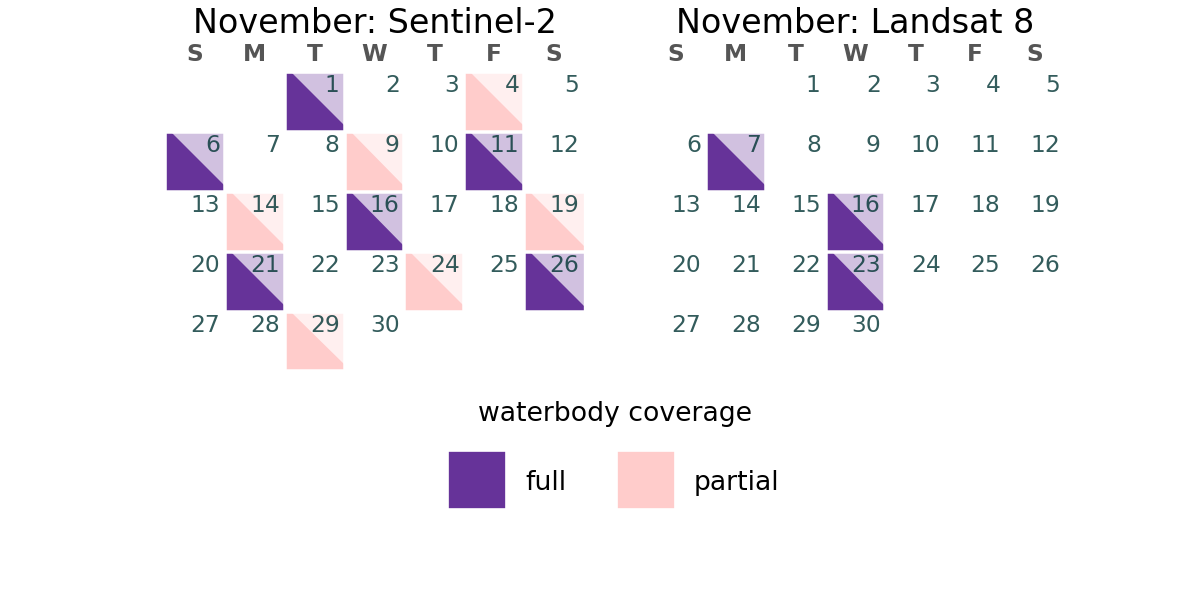 November: Sentinel-2
S M T W T F S
1 2 3 4 5
6 7 8 9 10 11 12
13 14 15 16 17 18 19
20 21 22 23 24 25 26
27 28 29 30
November: Landsat 8
S M T W T F S
1 2 3 4 5
6 7 8 9 10 11 12
13 14 15 16 17 18 19
20 21 22 23 24 25 26
27 28 29 30
waterbody coverage
full partial